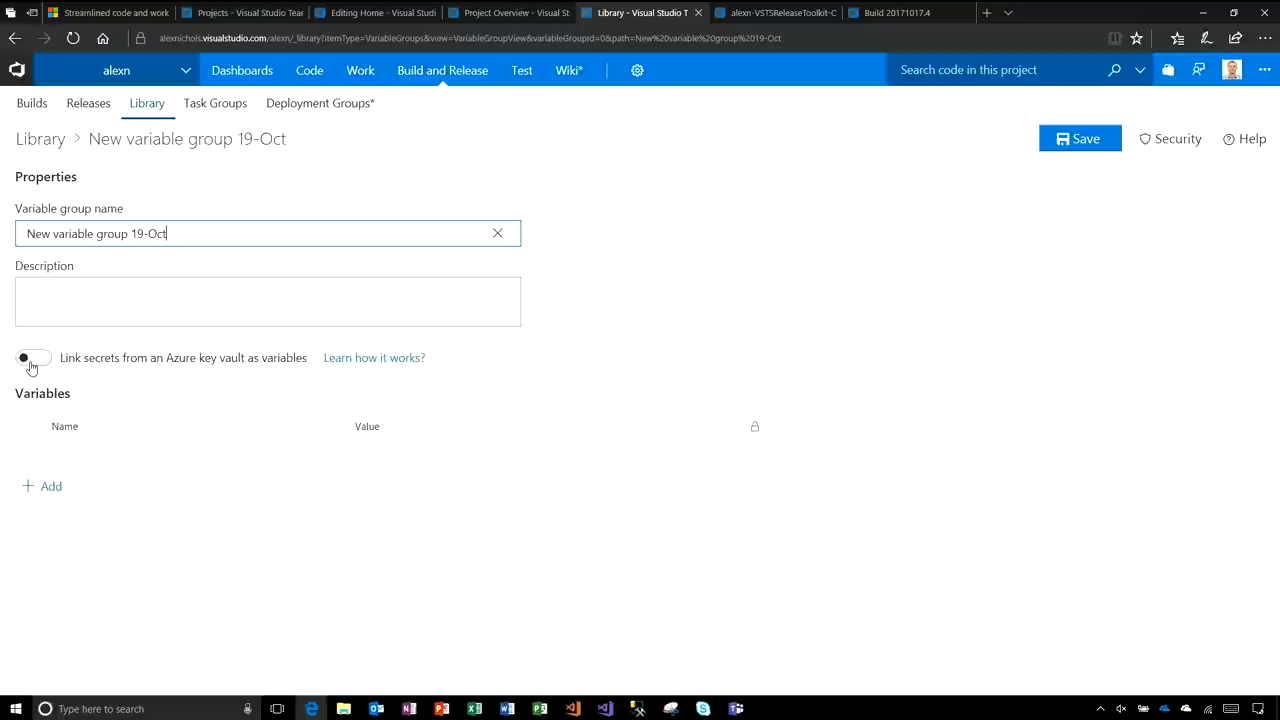 Streamlined code and work
Projects - Visual Studio Tear
Editing Home - Visual Studi
Project Overview - Visual St
Library - Visual Studio T
alexn-VSTSReleaseToolkit-C
Build 20171017.4
alexnichols.visualstudio.com/alexn/_library?itemType=VariableGroups&view=VariableGroupView&variableGroupId=0&path=New%20variable%20group%2019-Oct
alexn
Dashboards
Code
Work
Build and Release
Test
Wiki*
Search code in this project
Builds
Releases
Library
Task Groups
Deployment Groups*
Library > New variable group 19-Oct
Save
Security
Help
Properties
Variable group name
New variable group 19-Oct
Description
Link secrets from an Azure key vault as variables
Learn how it works?
Variables
Name
Value
+ Add
Type here to search